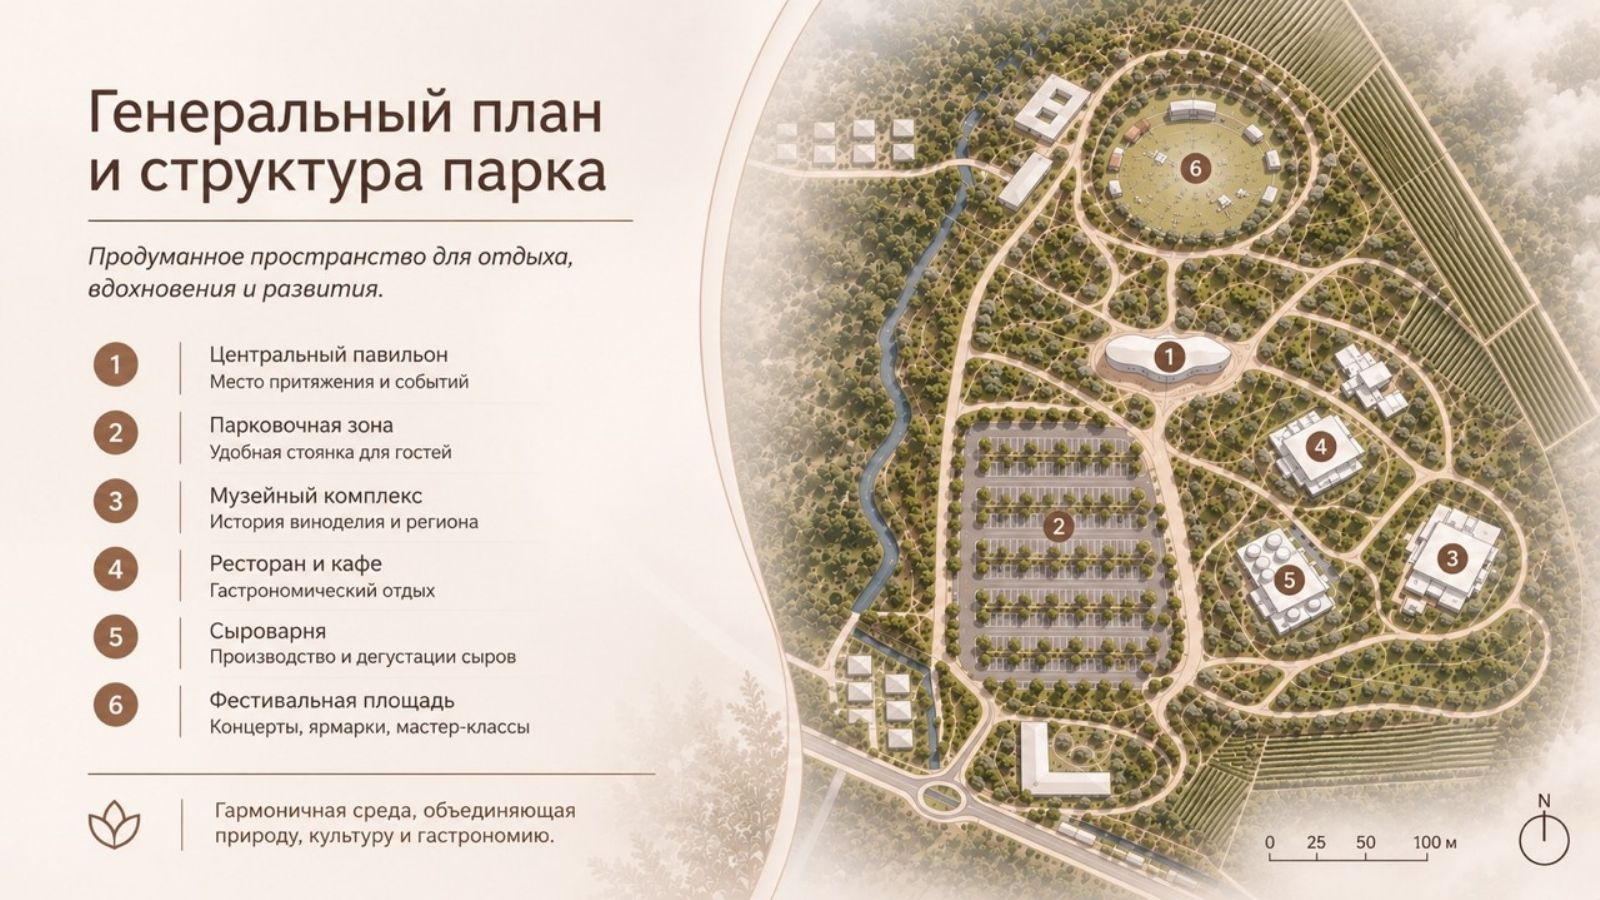 Генеральный план
и структура парка
Продуманное пространство для отдыха,
вдохновения и развития.
1
Центральный павильон
Место притяжения и событий
2
Парковочная зона
Удобная стоянка для гостей
3
Музейный комплекс
История виноделия и региона
4
Ресторан и кафе
Гастрономический отдых
5
Сыроварня
Производство и дегустации сыров
6
Фестивальная площадь
Концерты, ярмарки, мастер-классы
Гармоничная среда, объединяющая
природу, культуру и гастрономию.
6
1
4
2
3
5
N
0 25 50 100 м